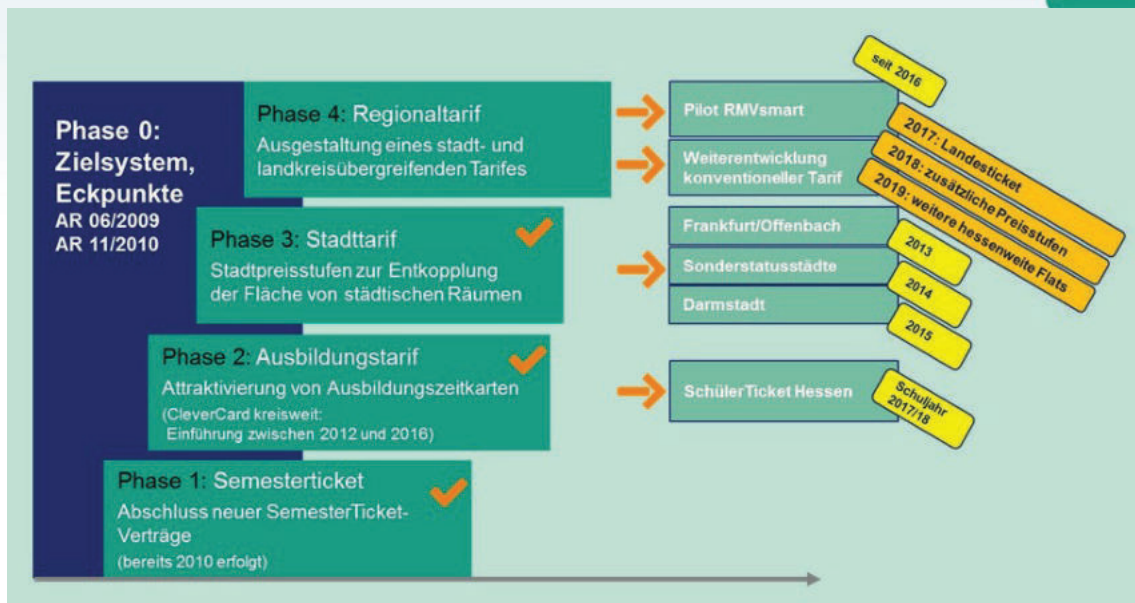 Phase 0:
Zielsystem,
Eckpunkte
AR 06/2009
AR 11/2010
Phase 4: Regionaltarif
Ausgestaltung eines stadt- und
landkreisübergreifenden Tarifes
Phase 3: Stadttarif
Stadtpreisstufen zur Entkopplung
der Fläche von städtischen Räumen
Phase 2: Ausbildungstarif
Attraktivierung von Ausbildungszeitkarten
(CleverCard kreisweit:
Einführung zwischen 2012 und 2016)
Phase 1: Semesterticket
Abschluss neuer SemesterTicket-
Verträge
(bereits 2010 erfolgt)
Pilot RMVsmart
seit 2016
Weiterentwicklung
konventioneller Tarif
2017: Landesticket
2018: zusätzliche Preisstufen
2019: weitere hessenweite Flats
Frankfurt/Offenbach
2013
Sonderstatusstädte
2014
Darmstadt
2015
SchülerTicket Hessen
Schuljahr
2017/18